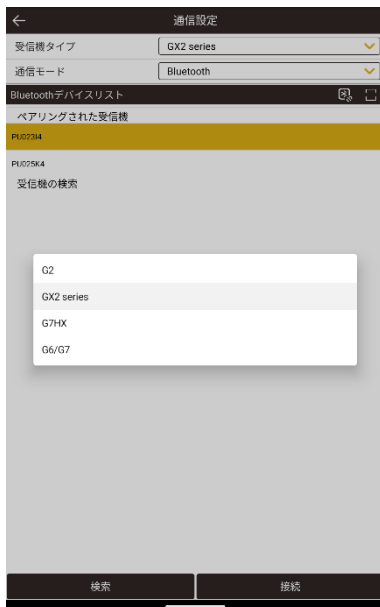 通信設定
受信機タイプ GX2 series
通信モード Bluetooth
Bluetoothデバイスリスト
ペアリングされた受信機
PU023I4
PU025K4
受信機の検索
G2
GX2 series
G7HX
G6/G7
検索 接続